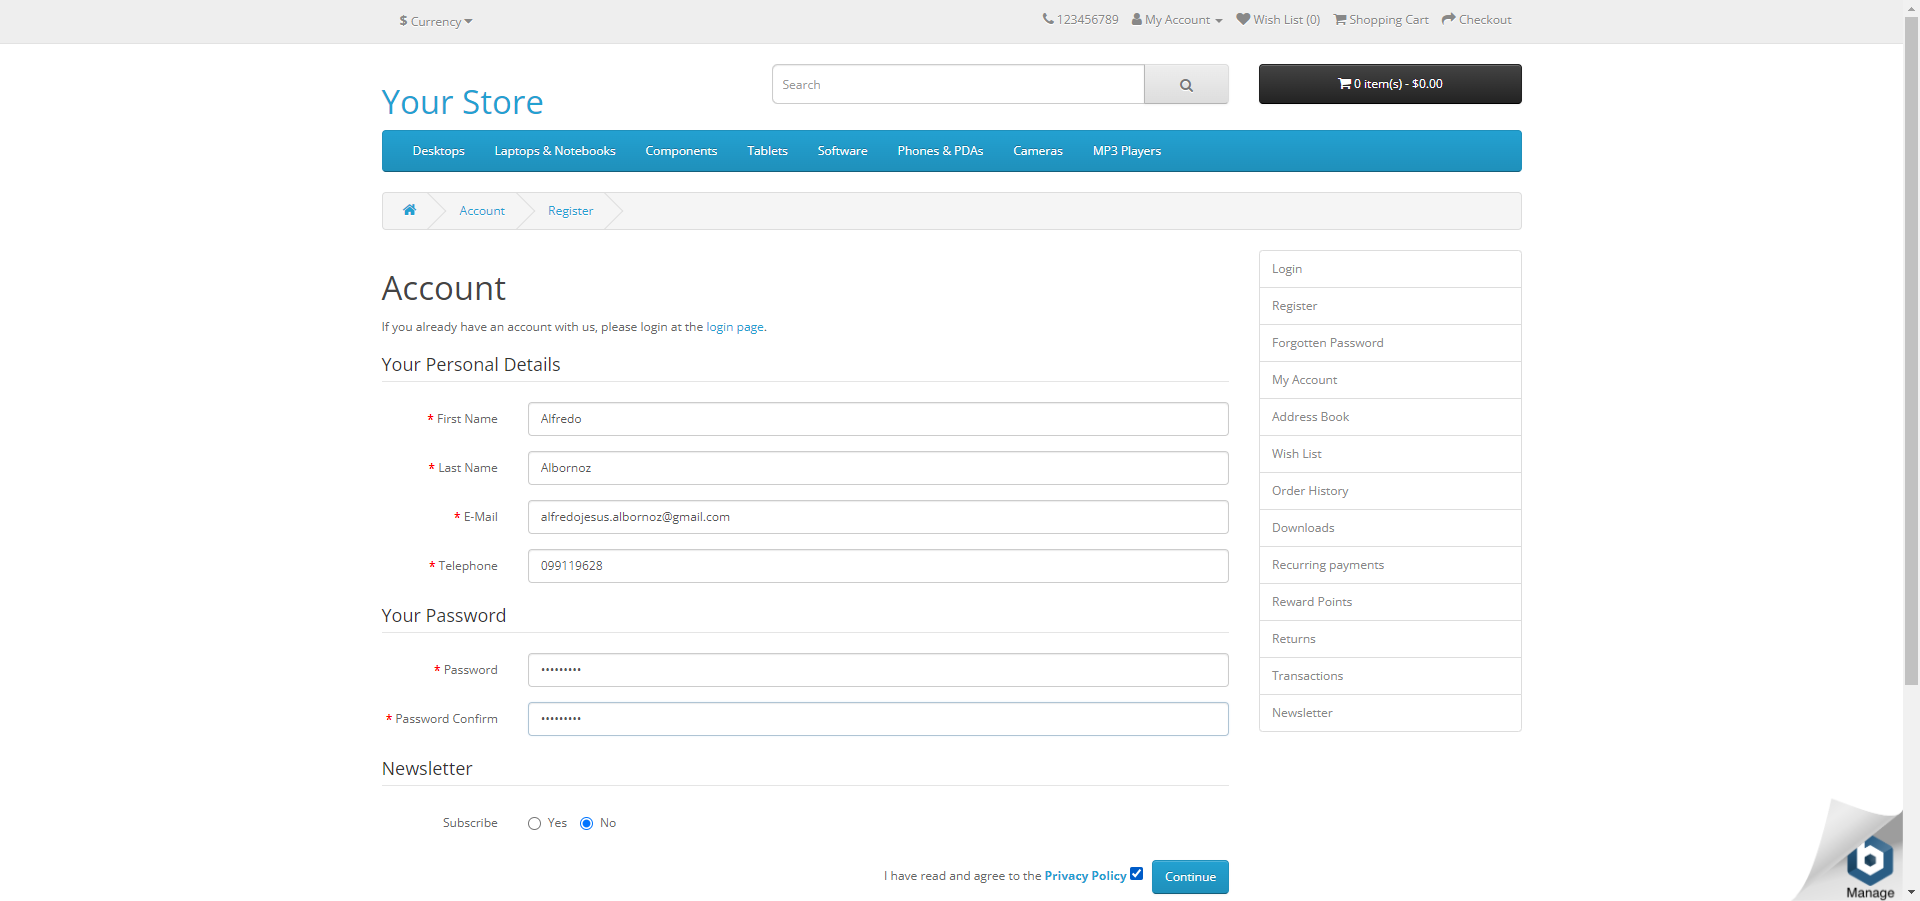 $ Currency
123456789 My Account Wish List (0) Shopping Cart Checkout
Your Store
Search
0 item(s) - $0.00
Desktops Laptops & Notebooks Components Tablets Software Phones & PDAs Cameras MP3 Players
Account Register
Account
If you already have an account with us, please login at the login page.
Your Personal Details
* First Name Alfredo
* Last Name Albornoz
* E-Mail alfredojesus.albornoz@gmail.com
* Telephone 099119628
Your Password
* Password •••••••••
* Password Confirm •••••••••
Newsletter
Subscribe Yes No
I have read and agree to the Privacy Policy Continue
Login
Register
Forgotten Password
My Account
Address Book
Wish List
Order History
Downloads
Recurring payments
Reward Points
Returns
Transactions
Newsletter
b
Manage